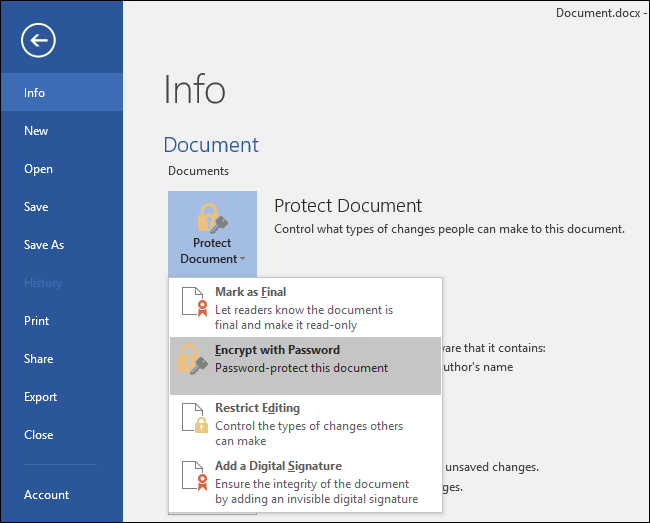 Document.docx -
Info
New
Open
Save
Save As
History
Print
Share
Export
Close
Account
Info
Document
Documents
Protect
Document
Protect Document
Control what types of changes people can make to this document.
Mark as Final
Let readers know the document is
final and make it read-only
Encrypt with Password
Password-protect this document
Restrict Editing
Control the types of changes others
can make
Add a Digital Signature
Ensure the integrity of the document
by adding an invisible digital signature
that it contains:
name
unsaved changes.